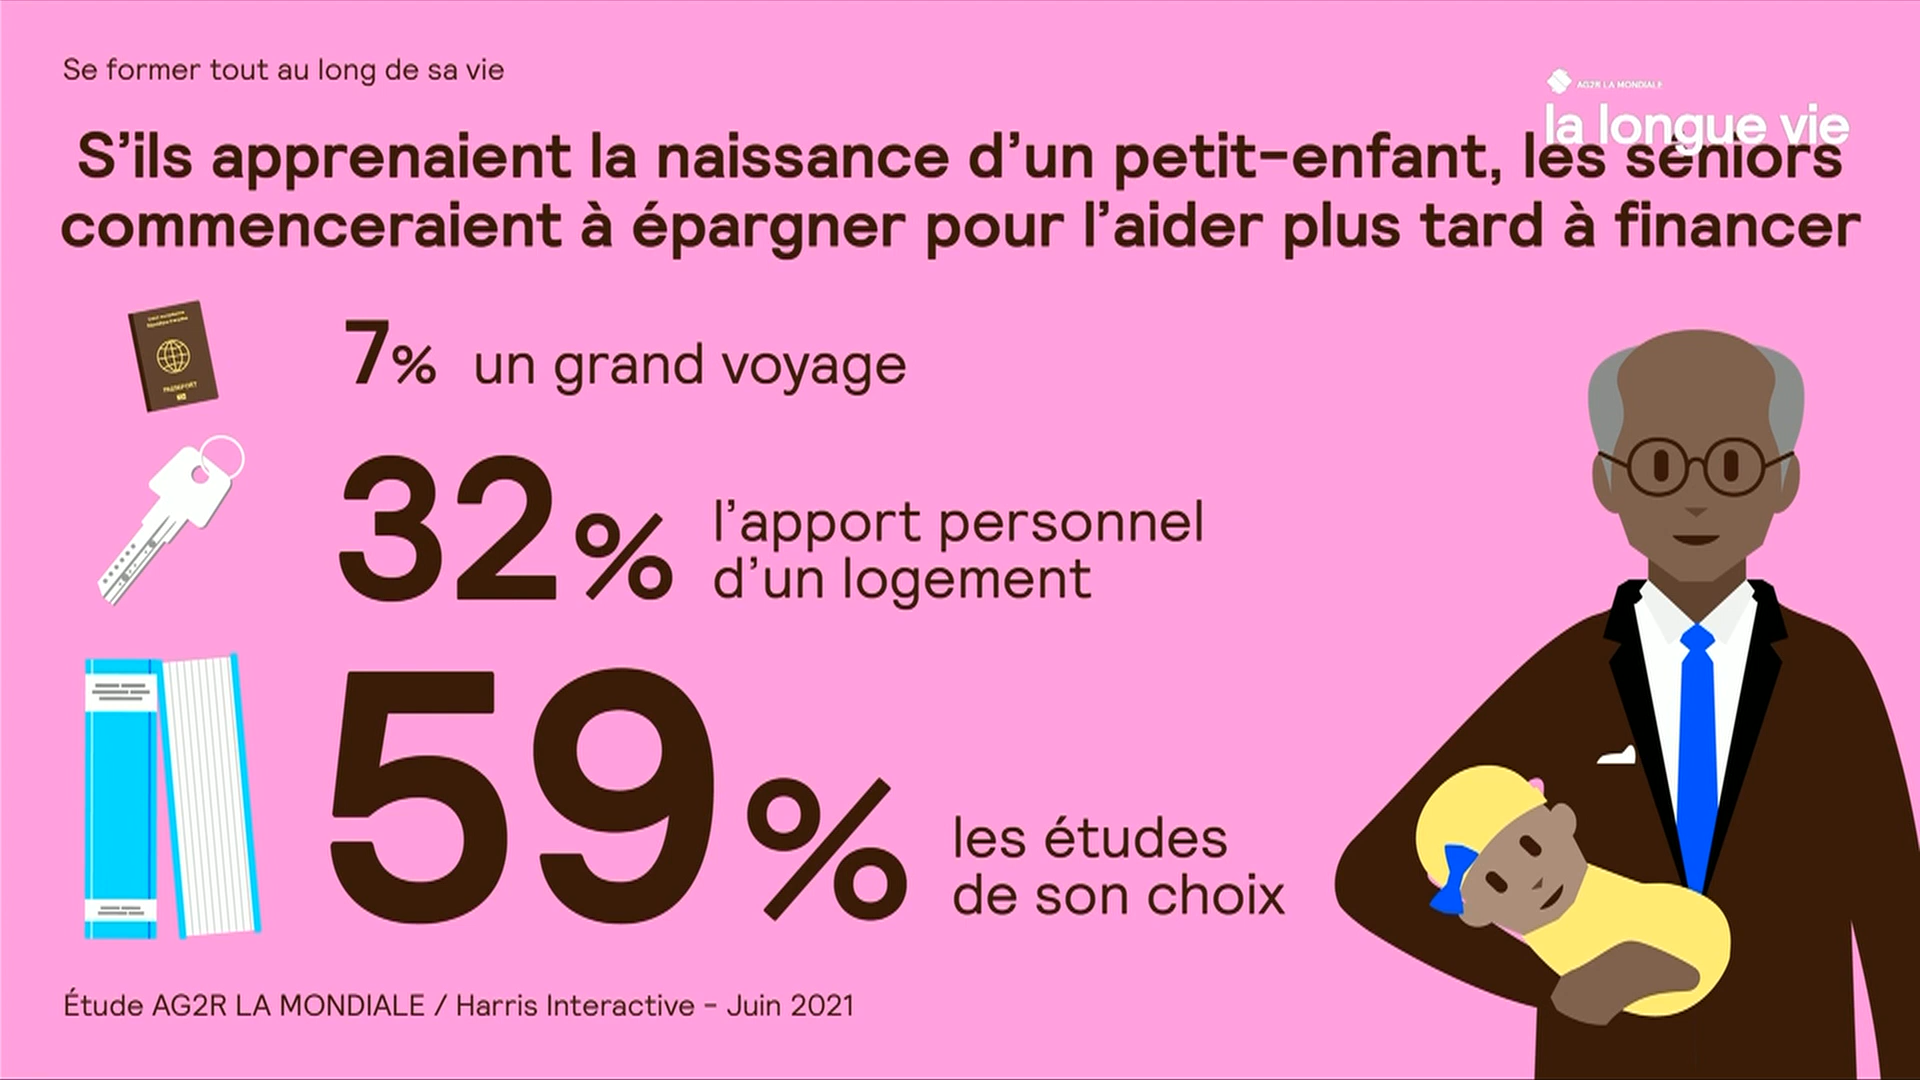 Se former tout au long de sa vie
AG2R LA MONDIALE
la longue vie
S’ils apprenaient la naissance d’un petit-enfant, les séniors
commenceraient à épargner pour l’aider plus tard à financer
7% un grand voyage
32% l’apport personnel
d’un logement
59% les études
de son choix
PASSEPORT
Étude AG2R LA MONDIALE / Harris Interactive – Juin 2021